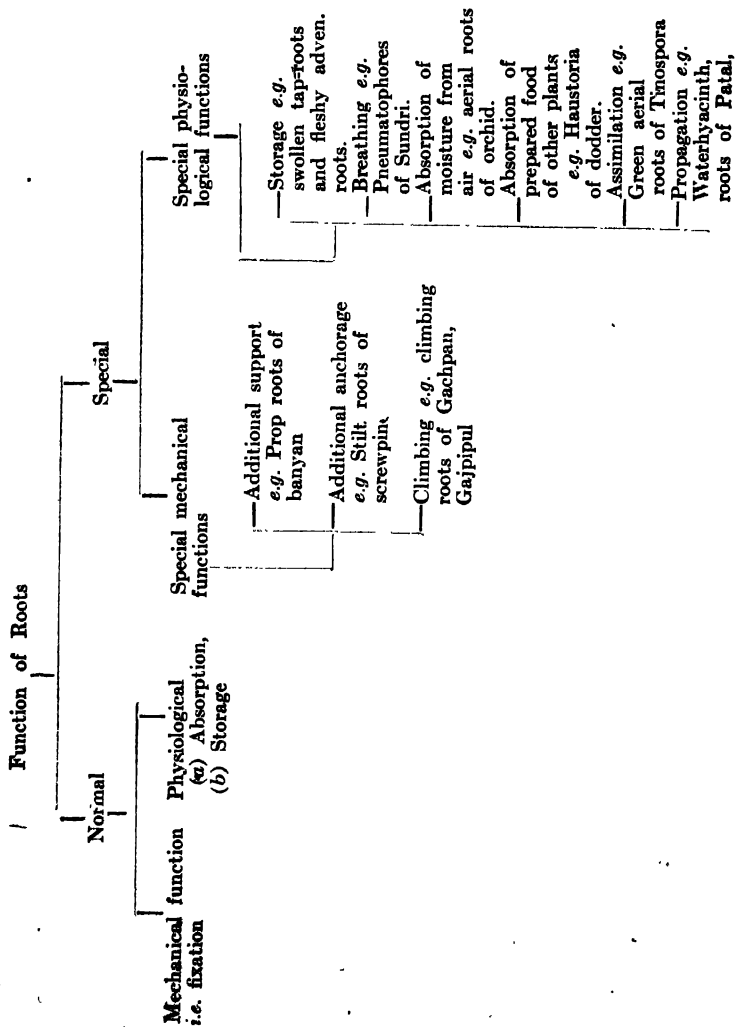 Function of Roots
Normal
Mechanical function
i.e. fixation
Physiological
(a) Absorption,
(b) Storage
Special
Special mechanical
functions
—Additional support
e.g. Prop roots of
banyan
—Additional anchorage
e.g. Stilt roots of
screwpine
—Climbing e.g. climbing
roots of Gachpan,
Gajpipul
Special physio-
logical functions
—Storage e.g.
swollen tap-roots
and fleshy adven.
roots.
—Breathing e.g.
Pneumatophores
of Sundri.
—Absorption of
moisture from
air e.g. aerial roots
of orchid.
—Absorption of
prepared food
of other plants
e.g. Haustoria
of dodder.
—Assimilation e.g.
Green aerial
roots of Tinospora
—Propagation e.g.
Waterhyacinth,
roots of Patal,